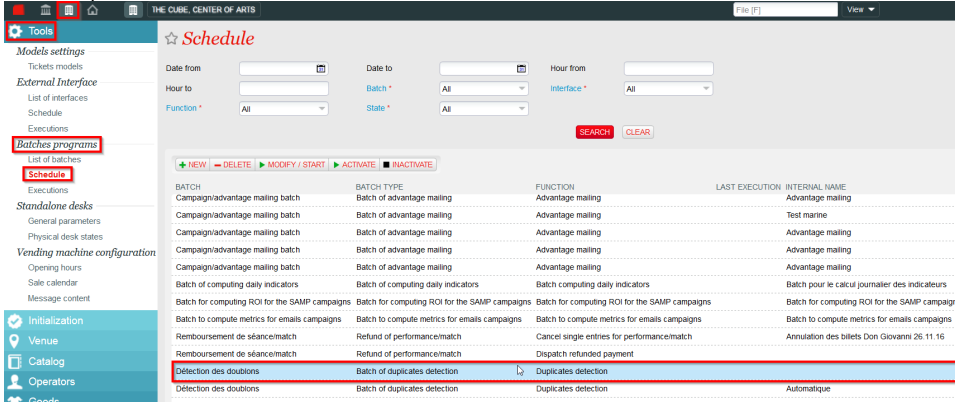 THE CUBE, CENTER OF ARTS File [F] View
Tools
Models settings
Tickets models
External Interface
List of interfaces
Schedule
Executions
Batches programs
List of batches
Schedule
Executions
Standalone desks
General parameters
Physical desk states
Vending machine configuration
Opening hours
Sale calendar
Message content
Initialization
Venue
Catalog
Operators
Goods
Schedule
Date from Date to Hour from
Hour to Batch * All Interface * All
Function * All State * All
SEARCH CLEAR
NEW DELETE MODIFY / START ACTIVATE INACTIVATE
BATCH BATCH TYPE FUNCTION LAST EXECUTION INTERNAL NAME
Campaign/advantage mailing batch Batch of advantage mailing Advantage mailing Advantage mailing
Campaign/advantage mailing batch Batch of advantage mailing Advantage mailing Test marine
Campaign/advantage mailing batch Batch of advantage mailing Advantage mailing Advantage mailing
Campaign/advantage mailing batch Batch of advantage mailing Advantage mailing Advantage mailing
Campaign/advantage mailing batch Batch of advantage mailing Advantage mailing Advantage mailing
Batch of computing daily indicators Batch of computing daily indicators Batch computing daily indicators Batch pour le calcul journalier des indicateurs
Batch for computing ROI for the SAMP campaigns Batch for computing ROI for the SAMP campaigns Batch for computing ROI for the SAMP campaigns Batch for computing ROI for the SAMP campaign
Batch to compute metrics for emails campaigns Batch to compute metrics for emails campaigns Batch to compute metrics for emails campaigns Batch to compute metrics for emails campaigns
Remboursement de séance/match Refund of performance/match Cancel single entries for performance/match Annulation des billets Don Giovanni 26.11.16
Remboursement de séance/match Refund of performance/match Dispatch refunded payment
Détection des doublons Batch of duplicates detection Duplicates detection
Détection des doublons Batch of duplicates detection Duplicates detection Automatique